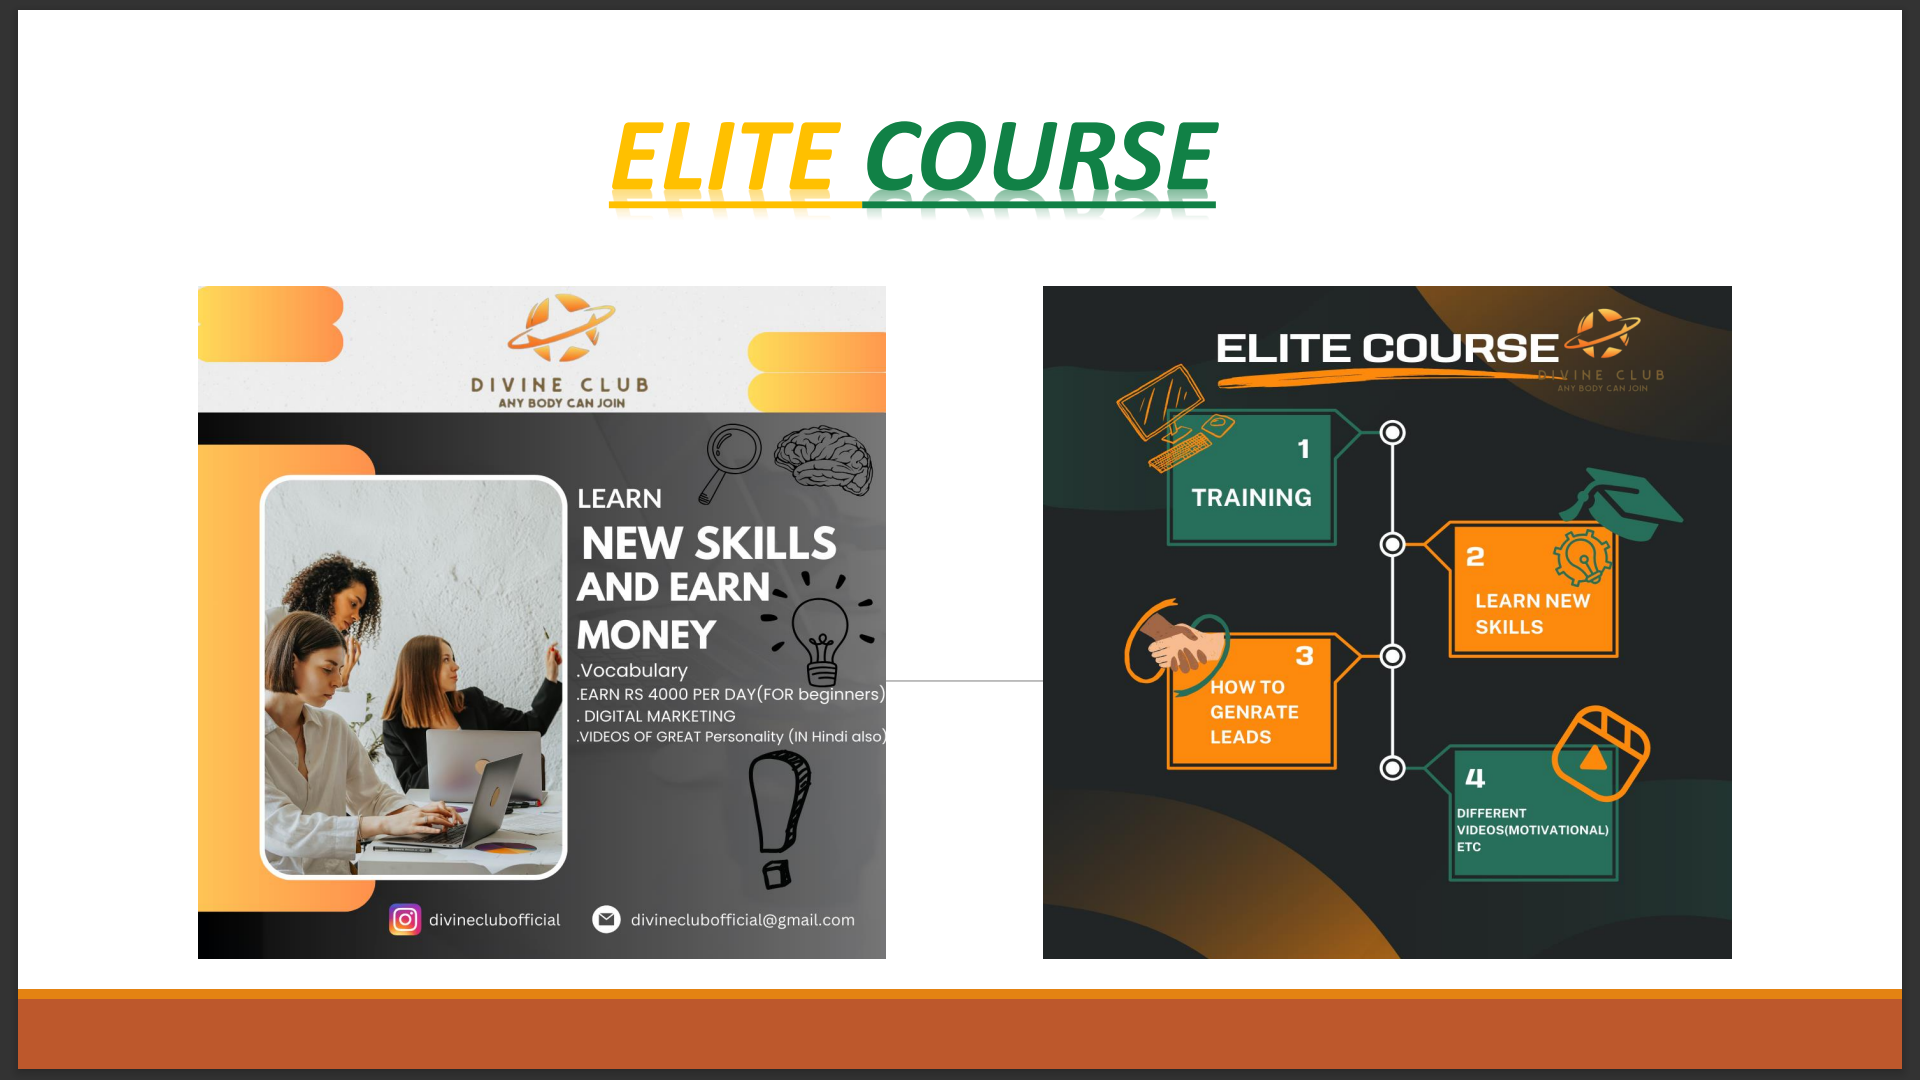 ELITE COURSE
DIVINE CLUB
ANY BODY CAN JOIN
LEARN
NEW SKILLS
AND EARN
MONEY
.Vocabulary
.EARN RS 4000 PER DAY(FOR beginners)
. DIGITAL MARKETING
.VIDEOS OF GREAT Personality (IN Hindi also)
divineclubofficial
divineclubofficial@gmail.com
ELITE COURSE
DIVINE CLUB
ANY BODY CAN JOIN
1
TRAINING
2
LEARN NEW
SKILLS
3
HOW TO
GENRATE
LEADS
4
DIFFERENT
VIDEOS(MOTIVATIONAL)
ETC